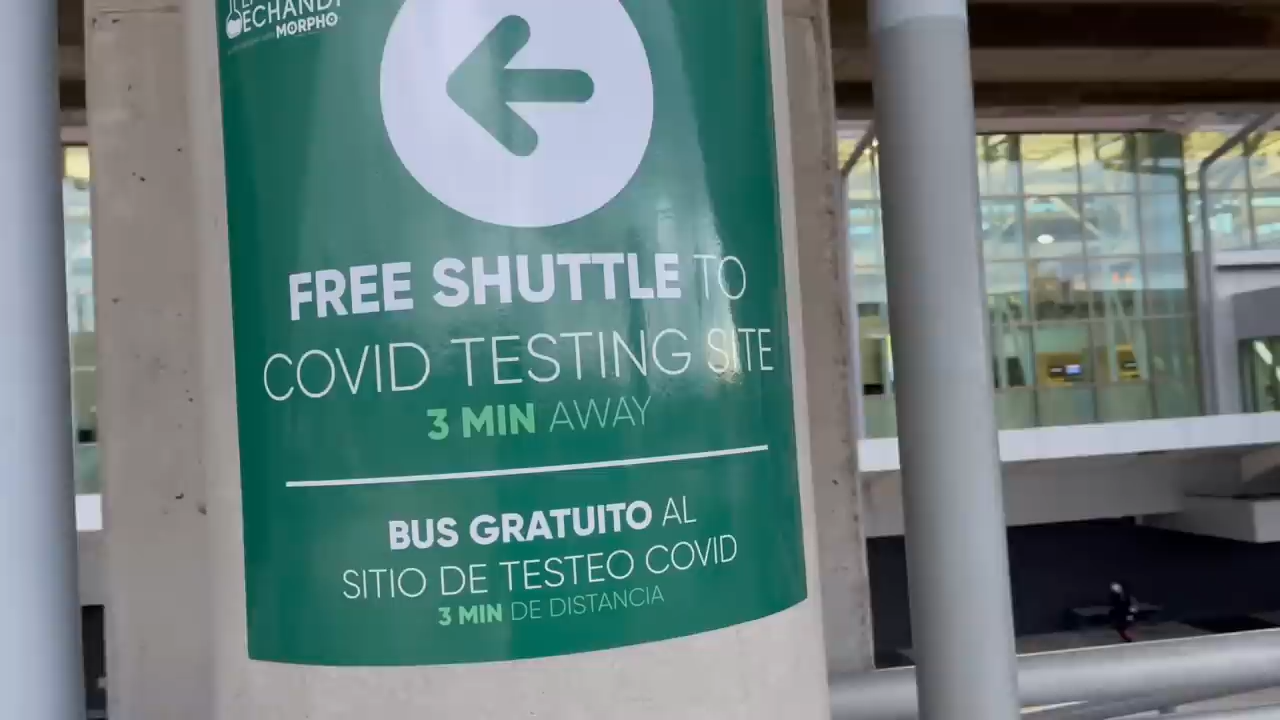 ECHANDI
MORPHO
FREE SHUTTLE TO
COVID TESTING SITE
3 MIN AWAY
BUS GRATUITO AL
SITIO DE TESTEO COVID
3 MIN DE DISTANCIA